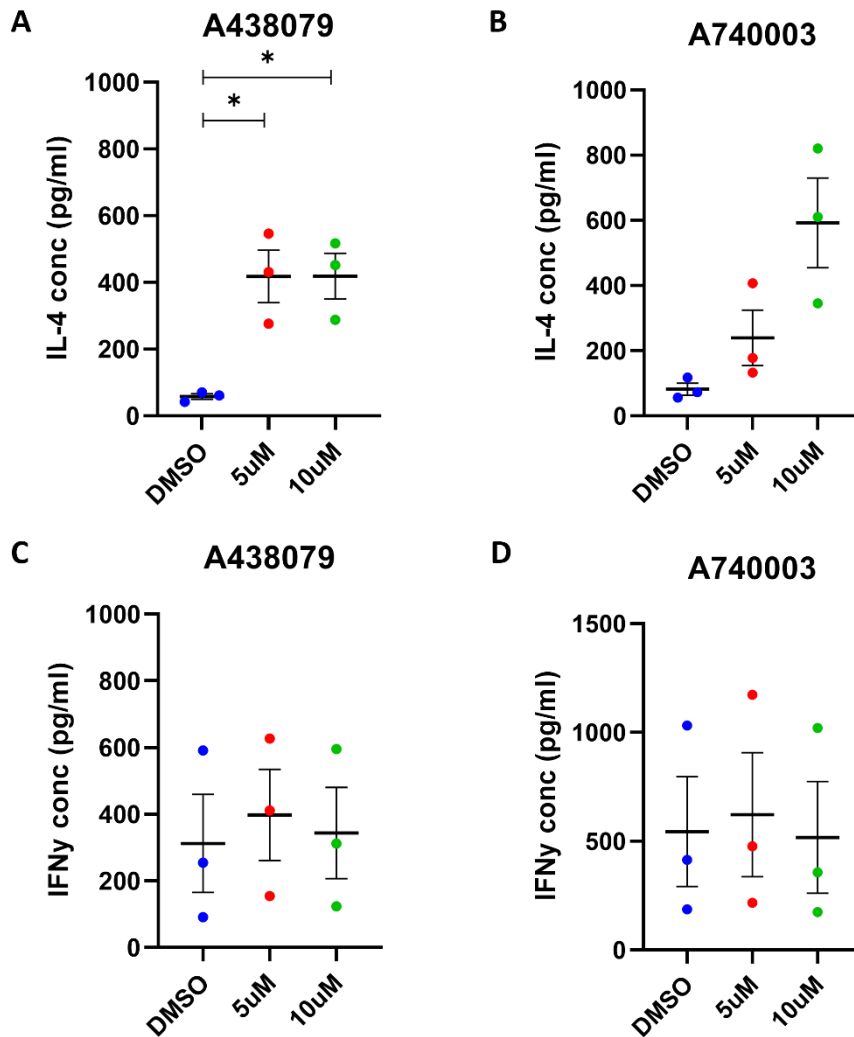 A
A438079
*
*
1000
800
600
400
200
0
IL-4 conc (pg/ml)
DMSO
5uM
10uM
B
A740003
1000
800
600
400
200
0
IL-4 conc (pg/ml)
DMSO
5uM
10uM
C
A438079
1000
800
600
400
200
0
IFNy conc (pg/ml)
DMSO
5uM
10uM
D
A740003
1500
1000
500
0
IFNy conc (pg/ml)
DMSO
5uM
10uM